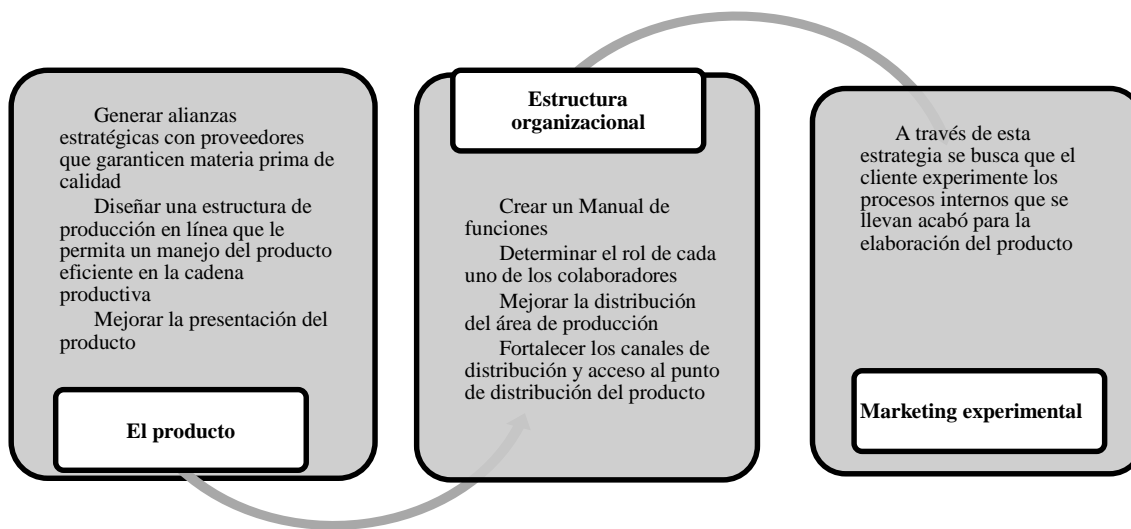 Generar alianzas
estratégicas con proveedores
que garanticen materia prima de
calidad
Diseñar una estructura de
producción en línea que le
permita un manejo del producto
eficiente en la cadena
productiva
Mejorar la presentación del
producto
El producto
Estructura
organizacional
Crear un Manual de
funciones
Determinar el rol de cada
uno de los colaboradores
Mejorar la distribución
del área de producción
Fortalecer los canales de
distribución y acceso al punto
de distribución del producto
A través de esta
estrategia se busca que el
cliente experimente los
procesos internos que se
llevan acabó para la
elaboración del producto
Marketing experimental